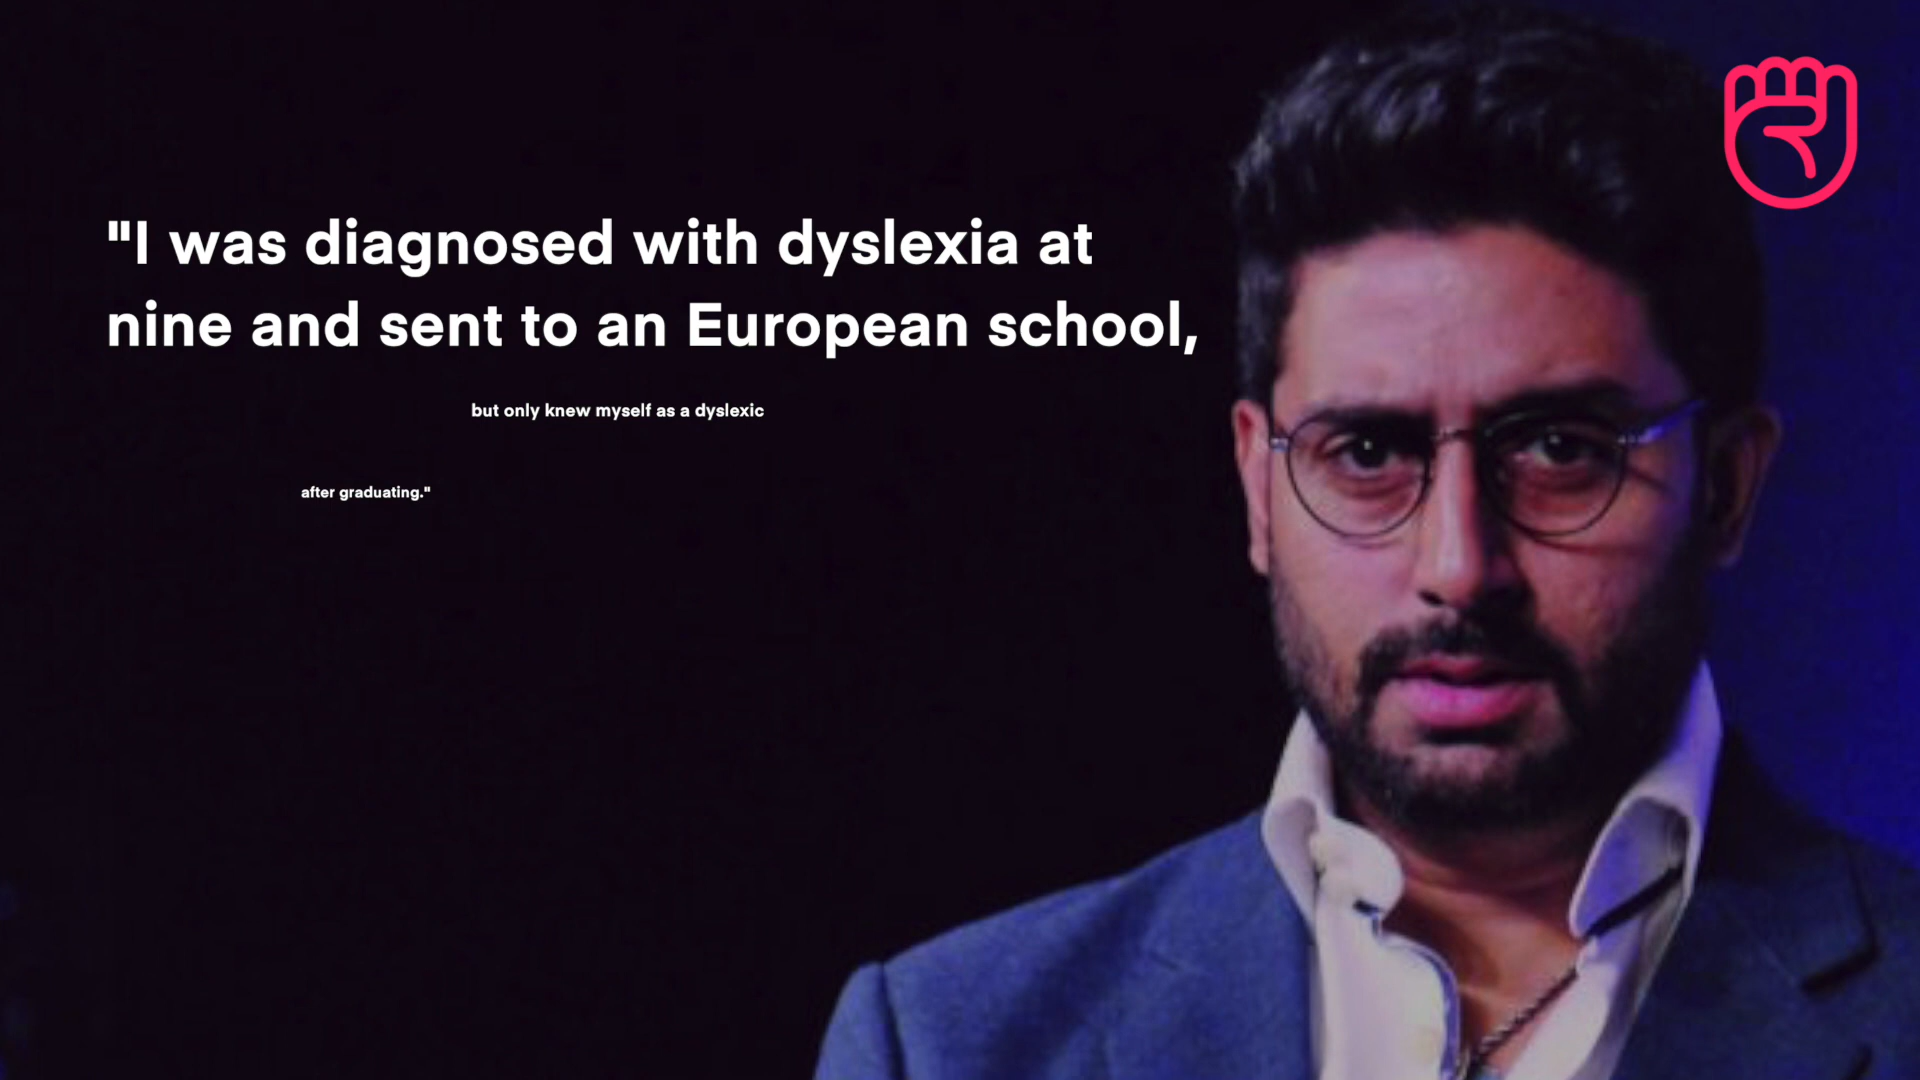 "I was diagnosed with dyslexia at
nine and sent to an European school,
but only knew myself as a dyslexic
after graduating."